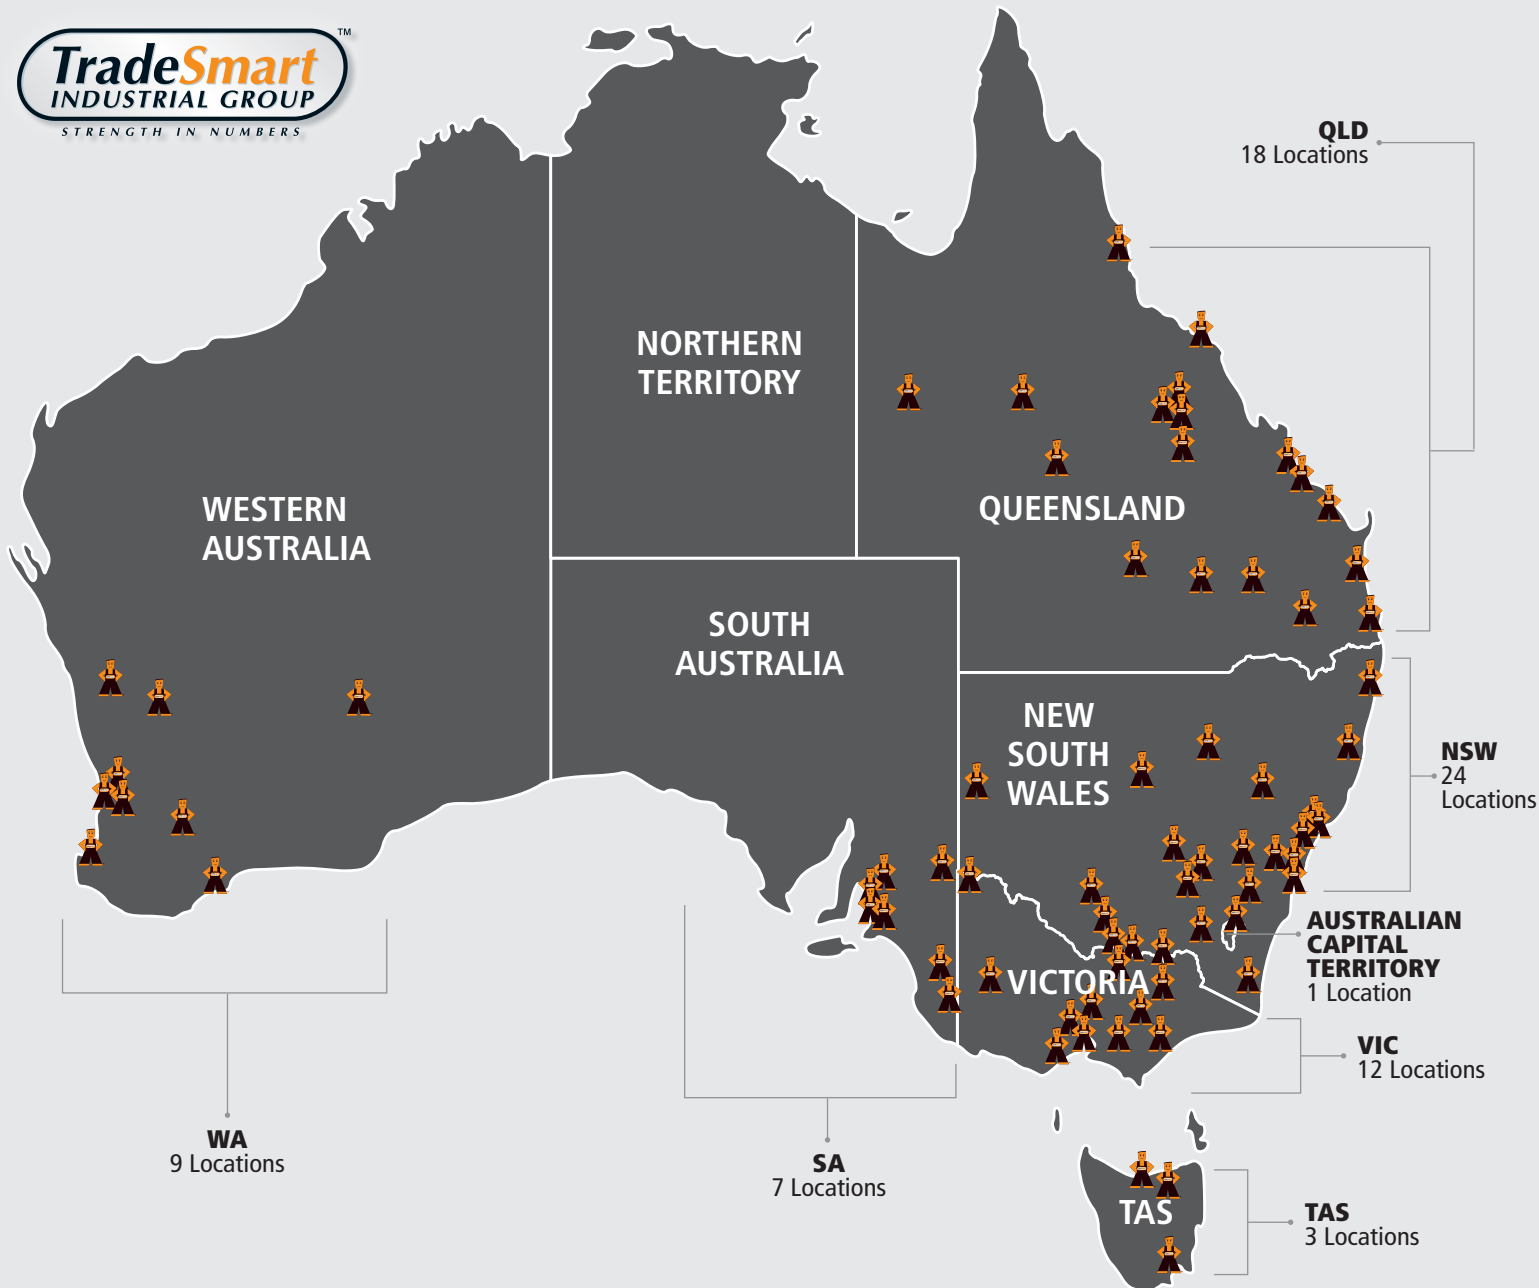 TradeSmart™
INDUSTRIAL GROUP
STRENGTH IN NUMBERS
QLD
18 Locations
NORTHERN
TERRITORY
WESTERN
AUSTRALIA
QUEENSLAND
SOUTH
AUSTRALIA
NEW
SOUTH
WALES
NSW
24
Locations
AUSTRALIAN
CAPITAL
TERRITORY
1 Location
VICTORIA
VIC
12 Locations
WA
9 Locations
SA
7 Locations
TAS
TAS
3 Locations